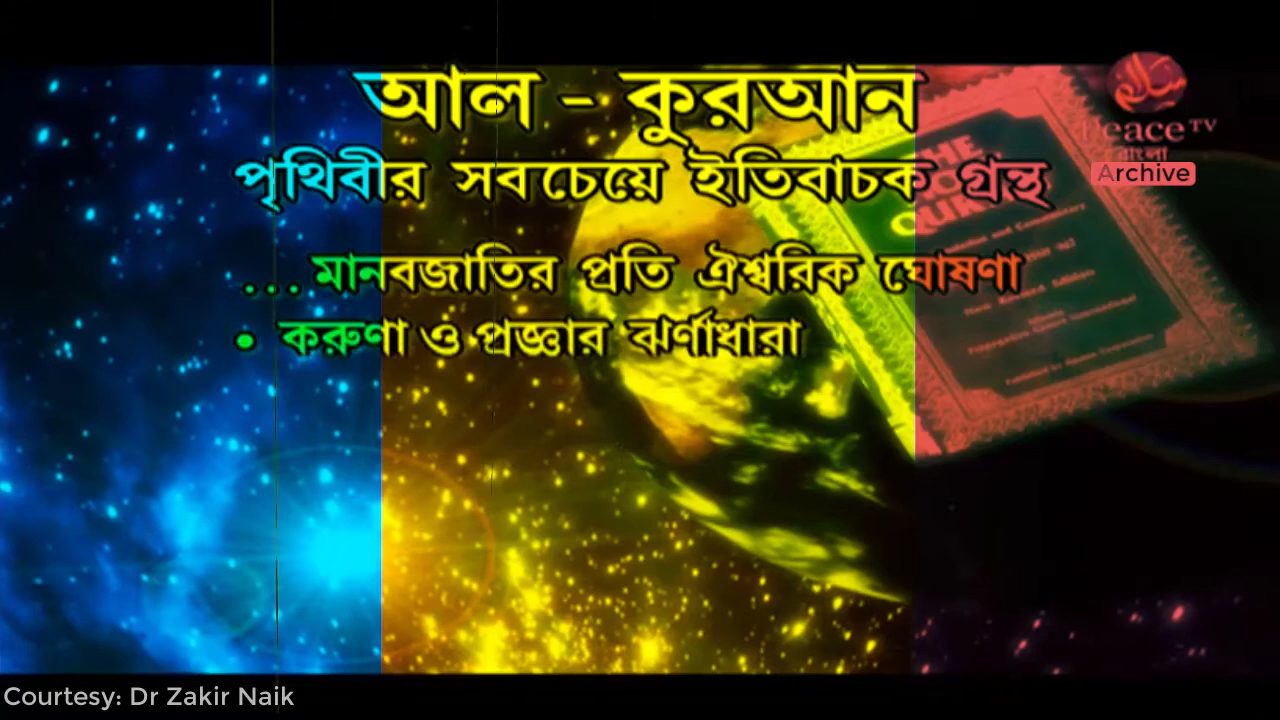 আল - কুরআন
পৃথিবীর সবচেয়ে ইতিবাচক গ্রন্থ
...মানবজাতির প্রতি ঐশ্বরিক ঘোষণা
• করুণা ও প্রজ্ঞার ঝর্ণাধারা
Peace TV
বাংলা
Archive
THE
Courtesy: Dr Zakir Naik